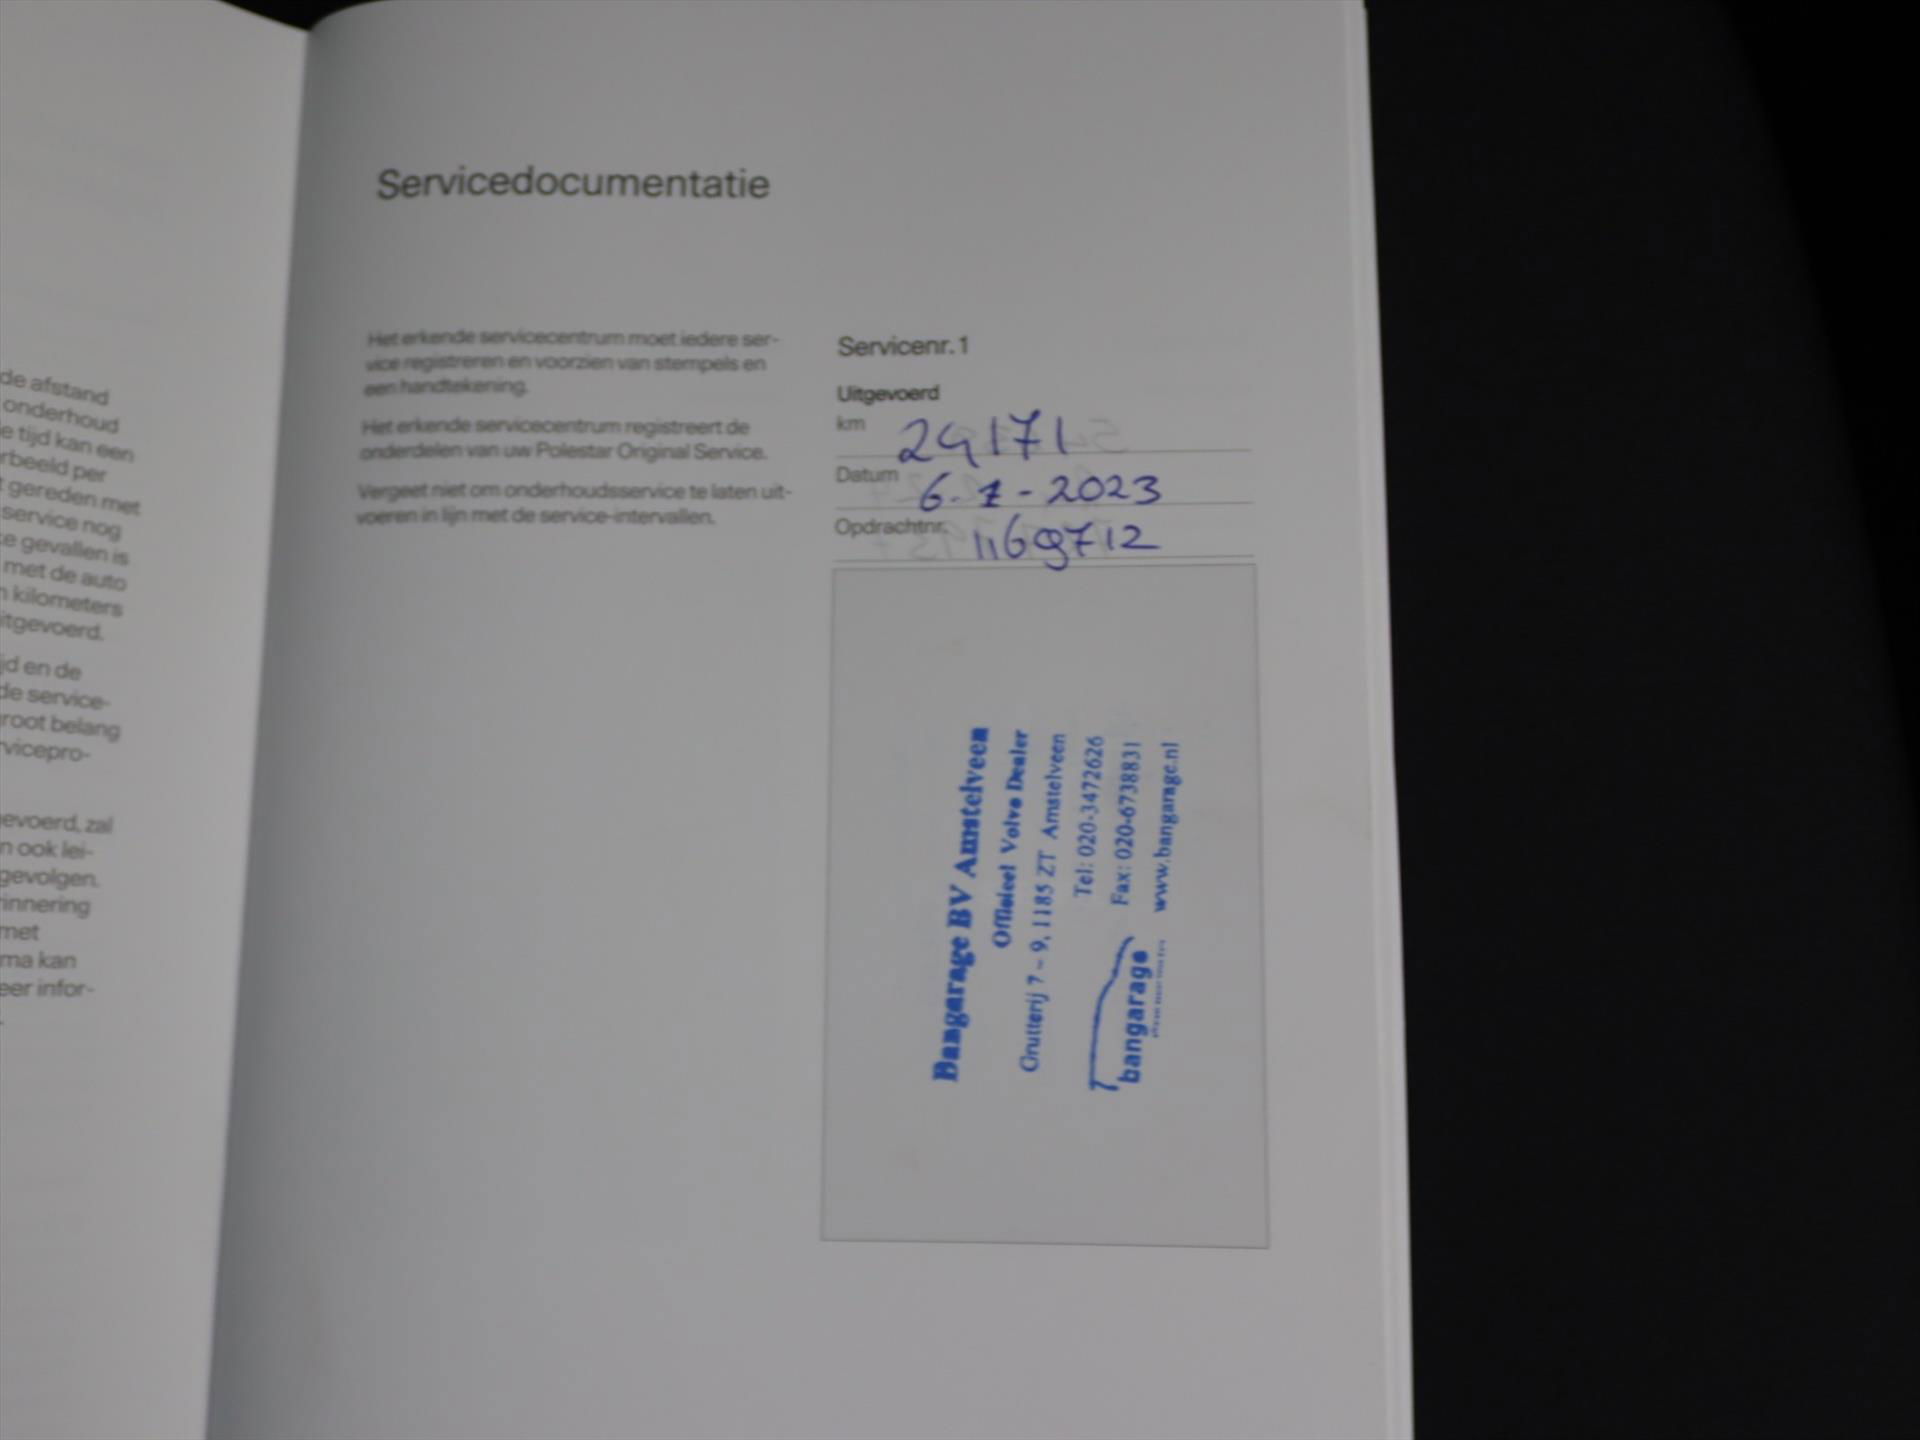 de afstand
onderhoud
e tijd kan een
rbeeld per
t gereden met
service nog
ke gevallen is
met de auto
n kilometers
itgevoerd.
jd en de
de service-
root belang
rvicepro-
evoerd, zal
n ook lei-
gevolgen.
rinnering
met
ma kan
eer infor-
Servicedocumentatie
Het erkende servicecentrum moet iedere ser-
vice registreren en voorzien van stempels en
een handtekening.
Het erkende servicecentrum registreert de
onderdelen van uw Polestar Original Service.
Vergeet niet om onderhoudsservice te laten uit-
voeren in lijn met de service-intervallen.
Servicenr. 1
Uitgevoerd
km 29171
Datum 6-7-2023
Opdrachtnr. 1169712
Bangarage BV Amstelveen
Officieel Volvo Dealer
Grutterij 7 - 9, 1185 ZT Amstelveen
Tel: 020-3472626
Fax: 020-6738831
www.bangarage.nl
bangarage